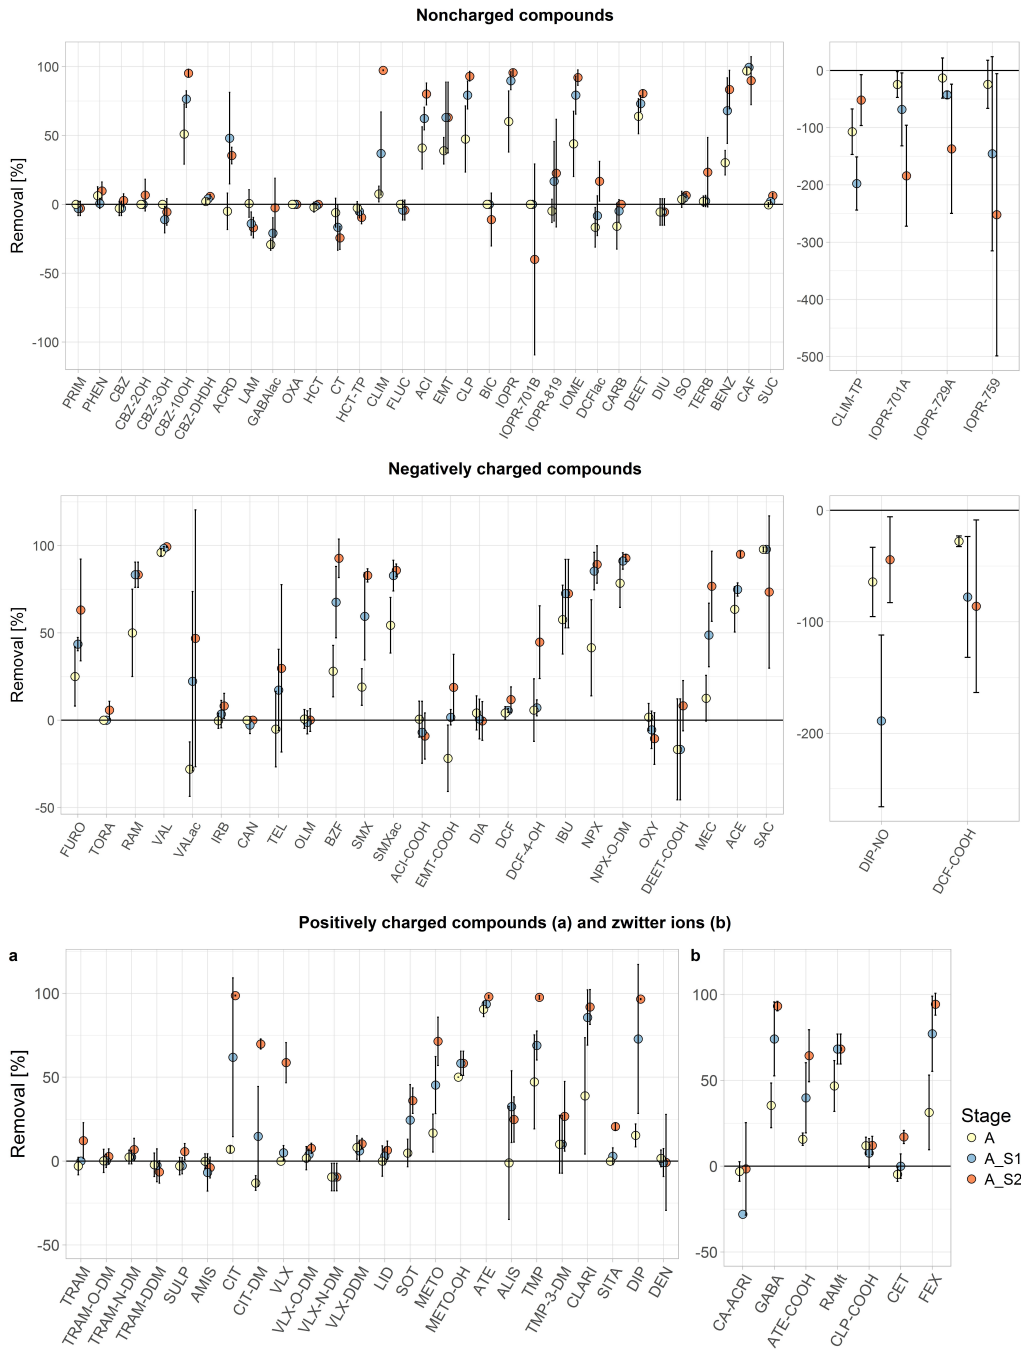 Noncharged compounds
Removal [%]
100
50
0
-50
-100
PRIM
PHEN
CBZ
CBZ-2OH
CBZ-3OH
CBZ-10OH
CBZ-DHDH
ACRD
LAM
GABAlac
OXA
HCT
CT
HCT-TP
CLIM
FLUC
ACI
EMT
CLP
BIC
IOPR
IOPR-701B
IOPR-819
IOME
DCFlac
CARB
DEET
DIU
ISO
TERB
BENZ
CAF
SUC
0
-100
-200
-300
-400
-500
CLIM-TP
IOPR-701A
IOPR-729A
IOPR-759
Negatively charged compounds
Removal [%]
100
50
0
-50
FURO
TORA
RAM
VAL
VALac
IRB
CAN
TEL
OLM
BZF
SMX
SMXac
ACI-COOH
EMT-COOH
DIA
DCF
DCF-4-OH
IBU
NPX
NPX-O-DM
OXY
DEET-COOH
MEC
ACE
SAC
0
-100
-200
DIP-NO
DCF-COOH
Positively charged compounds (a) and zwitter ions (b)
a
Removal [%]
100
50
0
-50
TRAM
TRAM-O-DM
TRAM-N-DM
TRAM-DDM
SULP
AMIS
CIT
CIT-DM
VLX
VLX-O-DM
VLX-N-DM
VLX-DDM
LID
SOT
METO
METO-OH
ATE
ALIS
TMP
TMP-3-DM
CLARI
SITA
DIP
DEN
b
100
50
0
-50
CA-ACRI
GABA
ATE-COOH
RAMt
CLP-COOH
CET
FEX
Stage
A
A_S1
A_S2